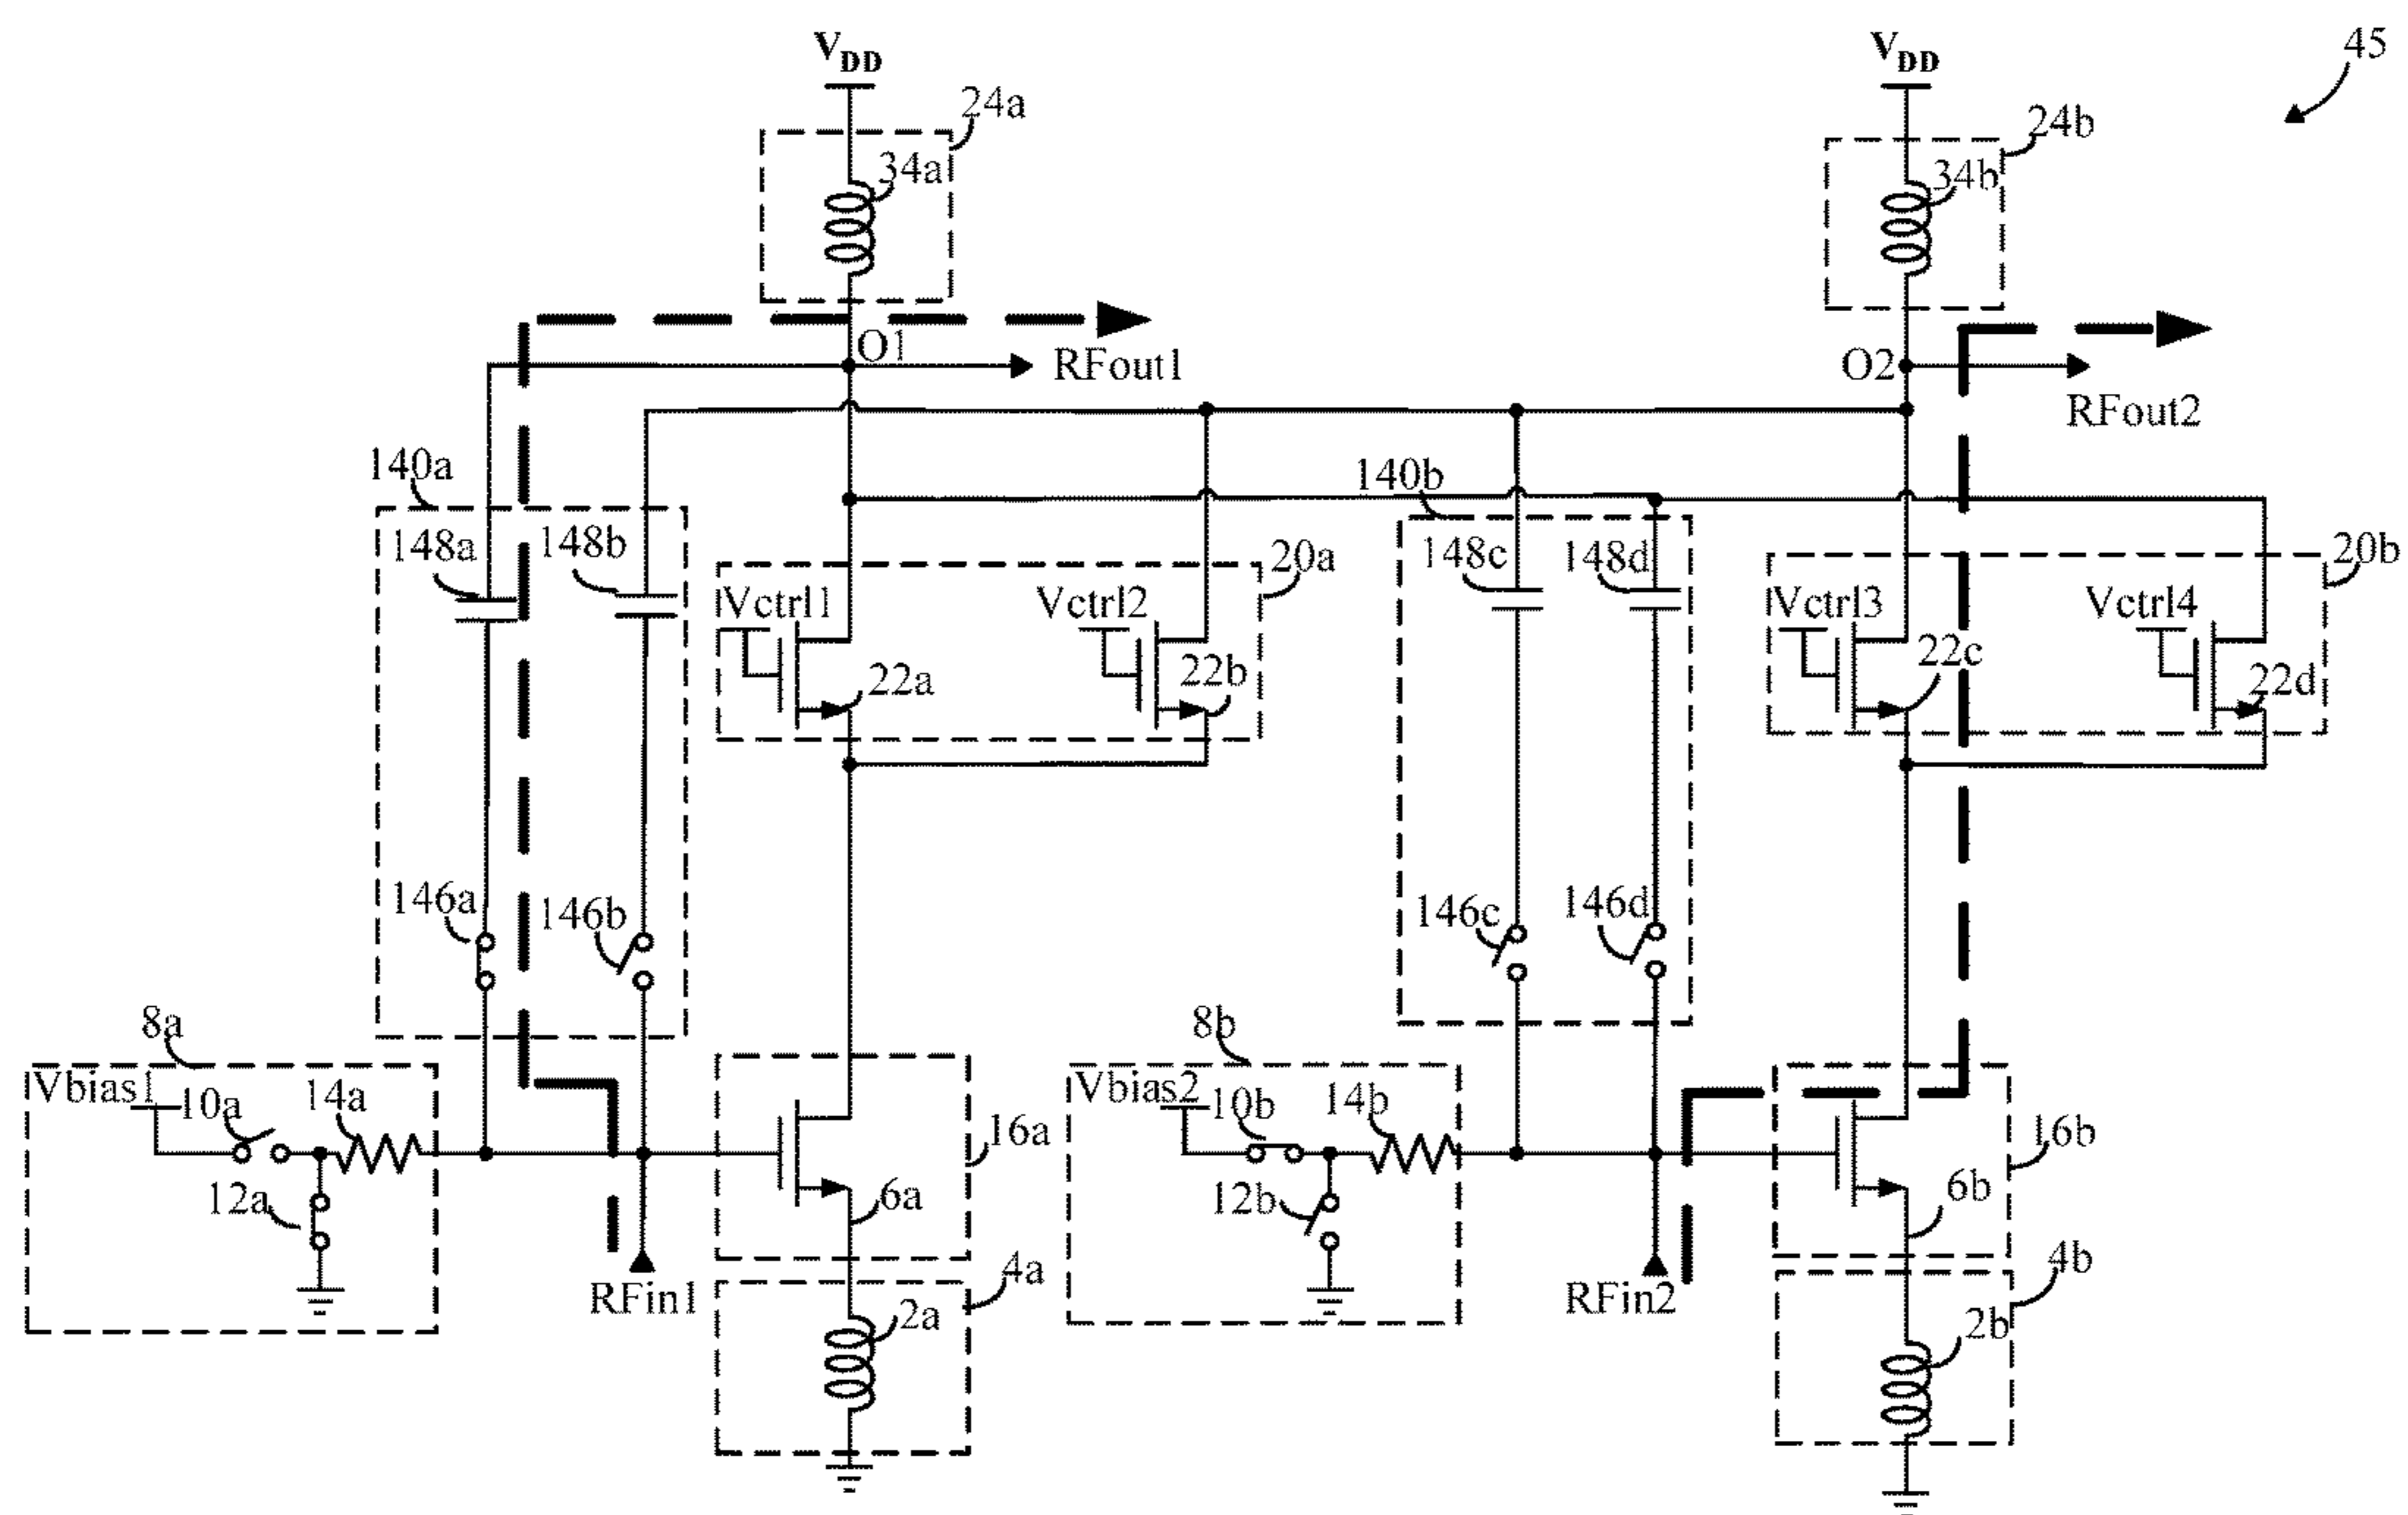 V_DD
V_DD
45
24a
24b
34a
34b
O1
RFout1
O2
RFout2
140a
140b
148a
148b
Vctrl1
Vctrl2
20a
148c
148d
Vctrl3
Vctrl4
20b
22a
22b
22c
22d
146a
146b
146c
146d
8a
8b
Vbias1
10a
14a
16a
Vbias2
10b
14b
16b
12a
6a
12b
6b
RFin1
4a
RFin2
4b
2a
2b